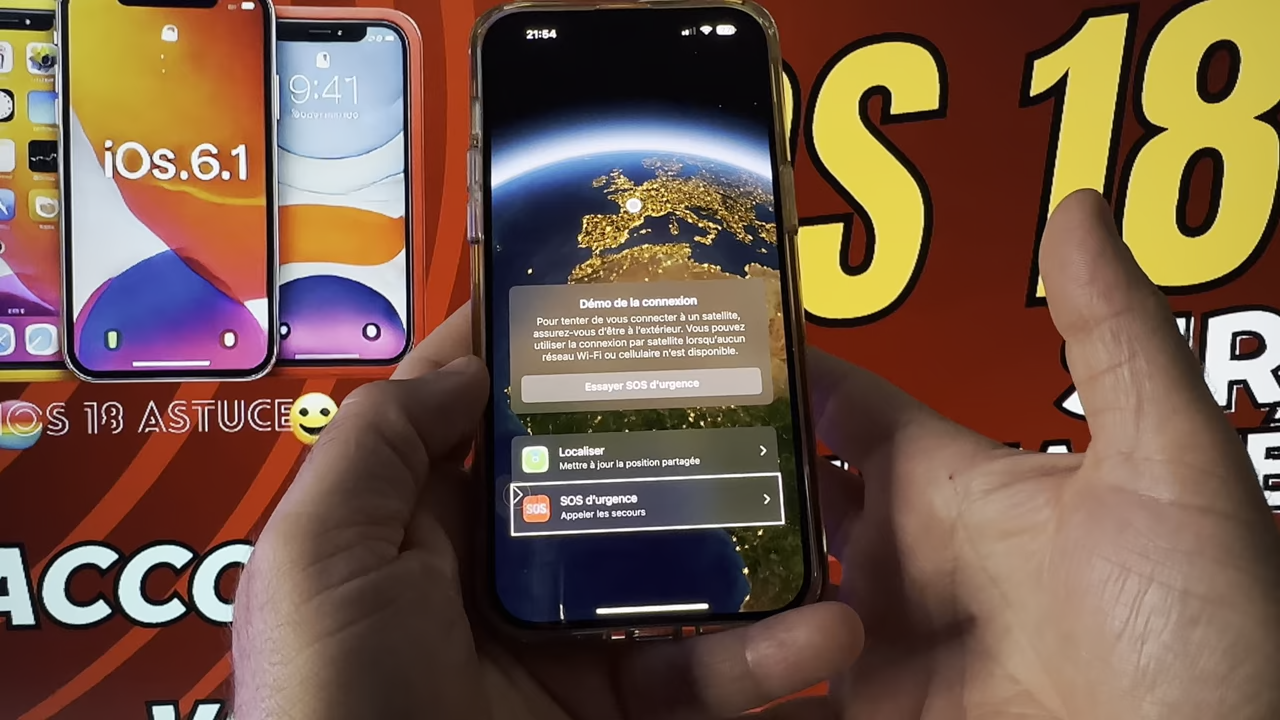 iOs.6.1
9:41
iOS 18 ASTUCE
ACCO
21:54
Démo de la connexion
Pour tenter de vous connecter à un satellite,
assurez-vous d'être à l'extérieur. Vous pouvez
utiliser la connexion par satellite lorsqu'aucun
réseau Wi-Fi ou cellulaire n'est disponible.
Essayer SOS d'urgence
Localiser
Mettre à jour la position partagée
SOS
SOS d'urgence
Appeler les secours
S 18